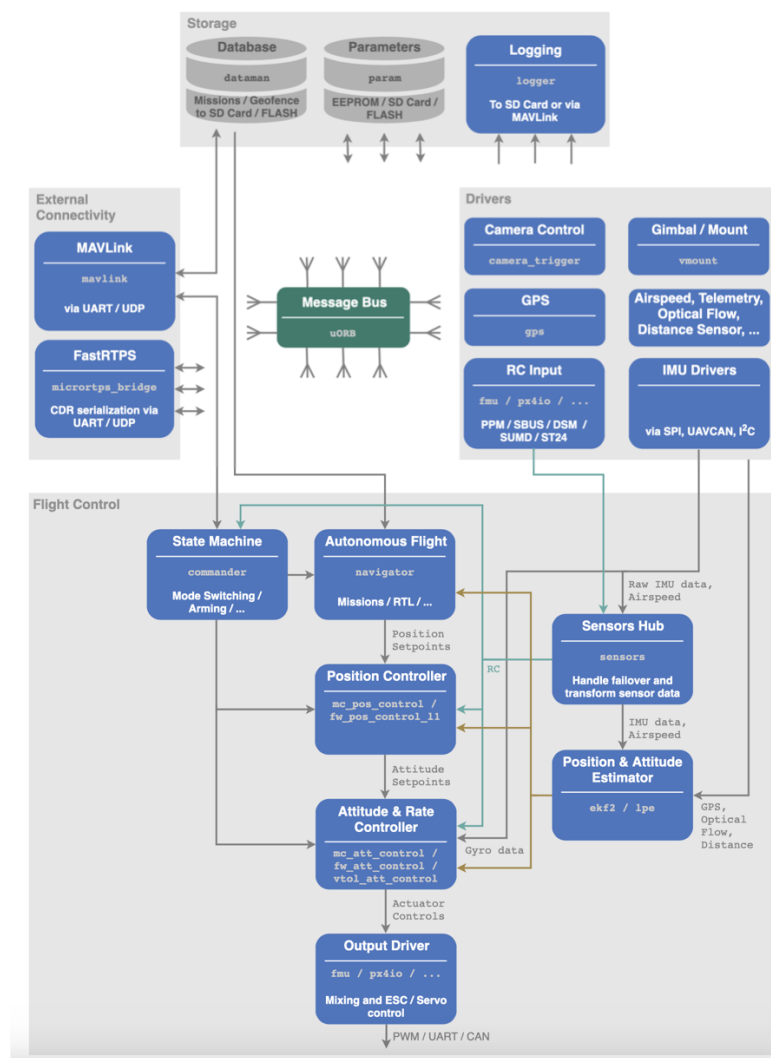 Storage
Database
dataman
Missions / Geofence
to SD Card / FLASH
Parameters
param
EEPROM / SD Card /
FLASH
Logging
logger
To SD Card or via
MAVLink
External
Connectivity
MAVLink
mavlink
via UART / UDP
FastRTPS
micrortps_bridge
CDR serialization via
UART / UDP
Message Bus
uORB
Drivers
Camera Control
camera_trigger
Gimbal / Mount
vmount
GPS
gps
Airspeed, Telemetry,
Optical Flow,
Distance Sensor, ...
RC Input
fmu / px4io / ...
PPM / SBUS / DSM /
SUMD / ST24
IMU Drivers
via SPI, UAVCAN, I²C
Flight Control
State Machine
commander
Mode Switching /
Arming / ...
Autonomous Flight
navigator
Missions / RTL / ...
Raw IMU data,
Airspeed
Sensors Hub
sensors
Handle failover and
transform sensor data
Position
Setpoints
RC
Position Controller
mc_pos_control /
fw_pos_control_l1
IMU data,
Airspeed
Position & Attitude
Estimator
ekf2 / lpe
Attitude
Setpoints
GPS,
Optical
Flow,
Distance
Attitude & Rate
Controller
mc_att_control /
fw_att_control /
vtol_att_control
Gyro data
Actuator
Controls
Output Driver
fmu / px4io / ...
Mixing and ESC / Servo
control
PWM / UART / CAN